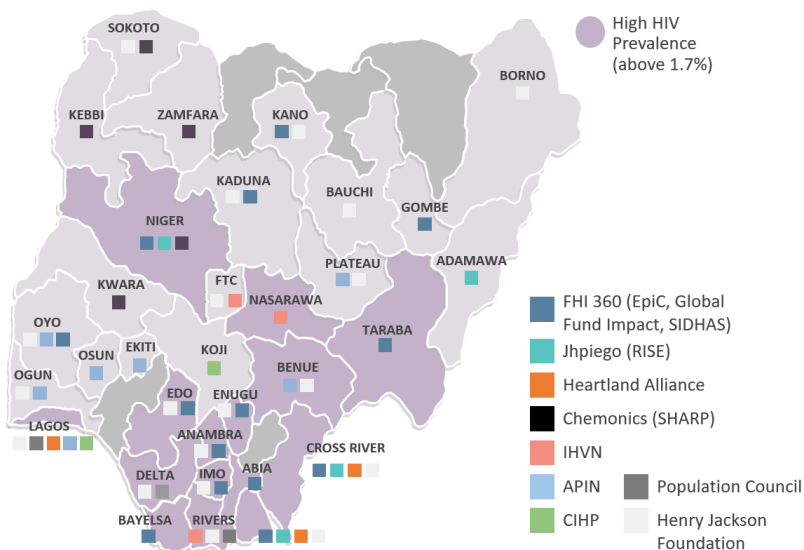 SOKOTO
High HIV
Prevalence
(above 1.7%)
BORNO
KEBBI
ZAMFARA
KANO
KADUNA
BAUCHI
GOMBE
NIGER
PLATEAU
ADAMAWA
FTC
KWARA
NASARAWA
TARABA
OYO
OSUN
EKITI
KOJI
BENUE
OGUN
EDO
ENUGU
LAGOS
ANAMBRA
CROSS RIVER
DELTA
IMO
ABIA
BAYELSA
RIVERS
FHI 360 (EpiC, Global
Fund Impact, SIDHAS)
Jhpiego (RISE)
Heartland Alliance
Chemonics (SHARP)
IHVN
APIN
Population Council
CIHP
Henry Jackson
Foundation